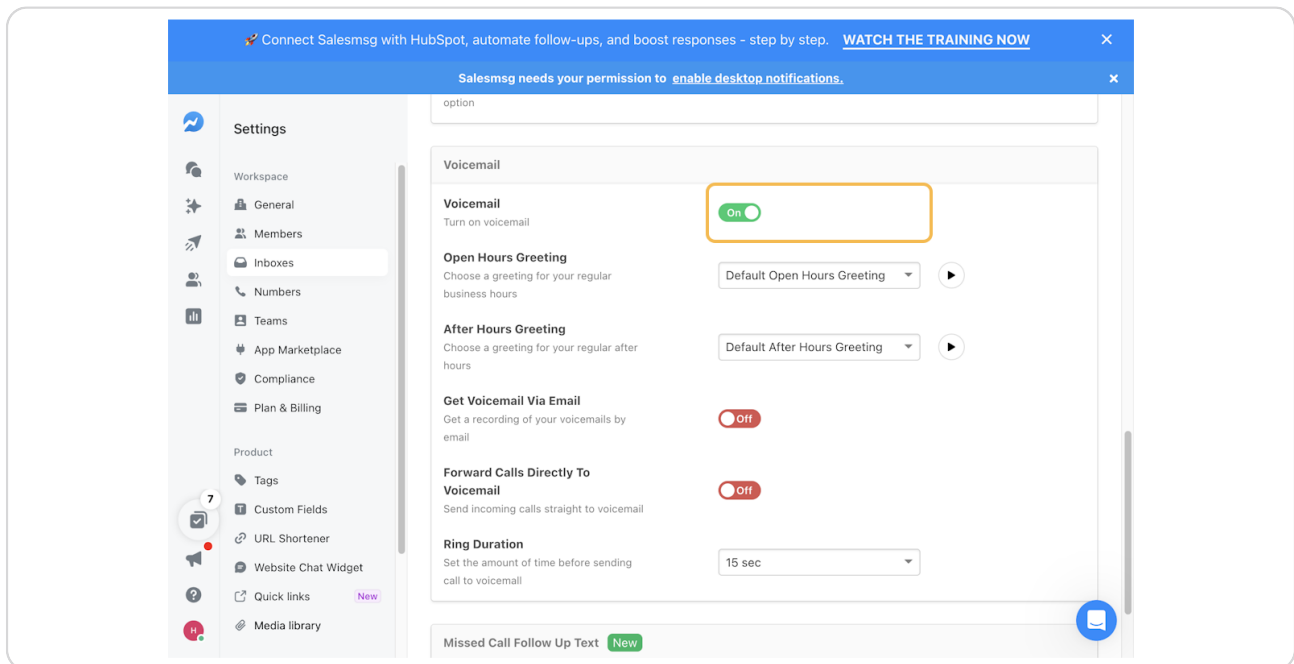 🚀 Connect Salesmsg with HubSpot, automate follow-ups, and boost responses - step by step. WATCH THE TRAINING NOW
Salesmsg needs your permission to enable desktop notifications.
Settings
Workspace
General
Members
Inboxes
Numbers
Teams
App Marketplace
Compliance
Plan & Billing
Product
Tags
Custom Fields
URL Shortener
Website Chat Widget
Quick links New
Media library
7
H
option
Voicemail
Voicemail
Turn on voicemail
On
Open Hours Greeting
Choose a greeting for your regular
business hours
Default Open Hours Greeting
After Hours Greeting
Choose a greeting for your regular after
hours
Default After Hours Greeting
Get Voicemail Via Email
Get a recording of your voicemails by
email
Off
Forward Calls Directly To
Voicemail
Send incoming calls straight to voicemail
Off
Ring Duration
Set the amount of time before sending
call to voicemail
15 sec
Missed Call Follow Up Text New